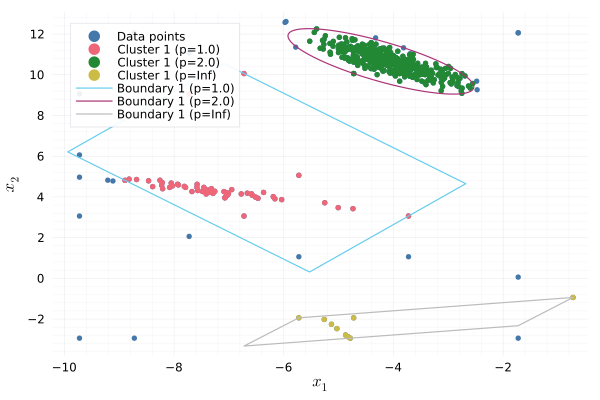 12
10
8
6
4
2
0
−2
x2
Data points
Cluster 1 (p=1.0)
Cluster 1 (p=2.0)
Cluster 1 (p=Inf)
Boundary 1 (p=1.0)
Boundary 1 (p=2.0)
Boundary 1 (p=Inf)
−10 −8 −6 −4 −2
x1